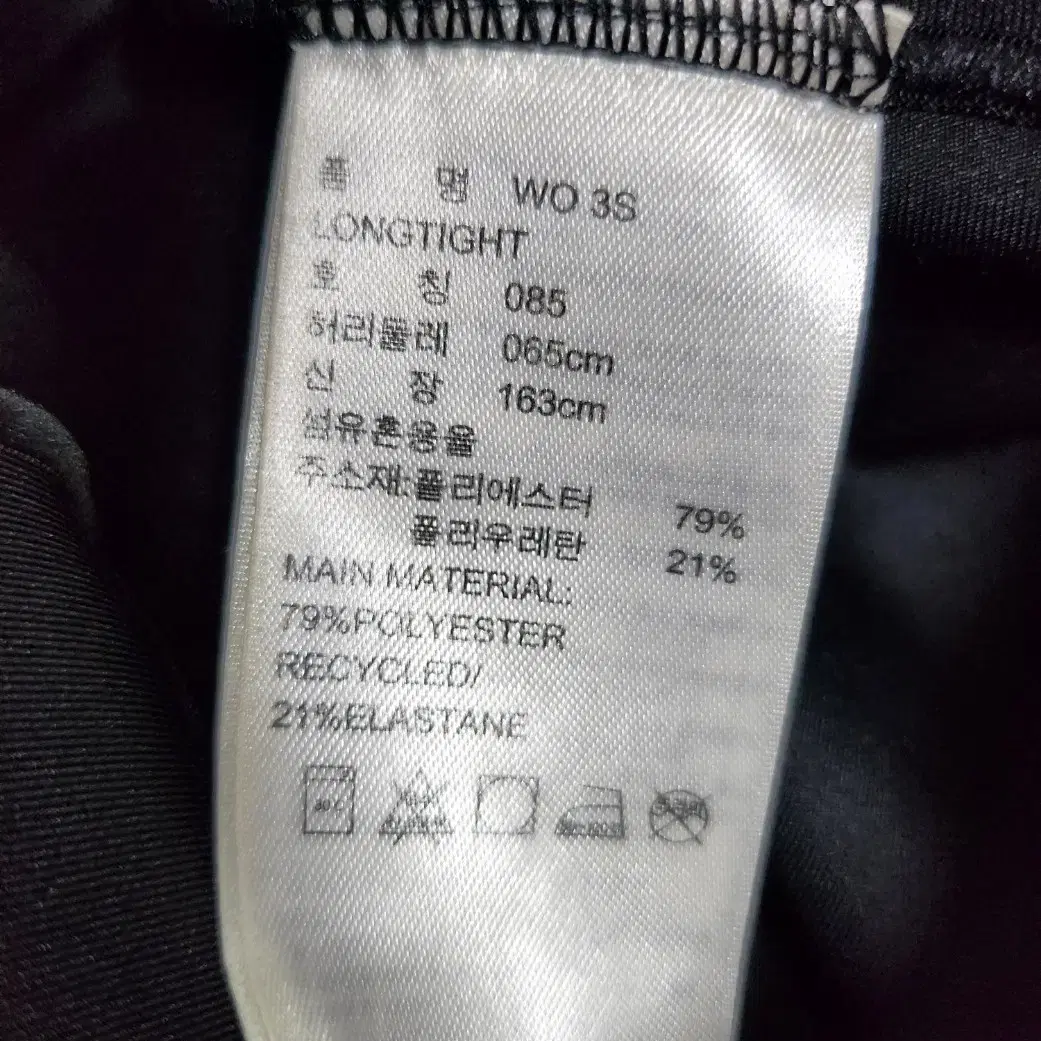 품 명 WO 3S
LONGTIGHT
호 칭 085
허리둘레 065cm
신 장 163cm
섬유혼용율
주소재:폴리에스터 79%
폴리우레탄 21%
MAIN MATERIAL:
79%POLYESTER
RECYCLED/
21%ELASTANE